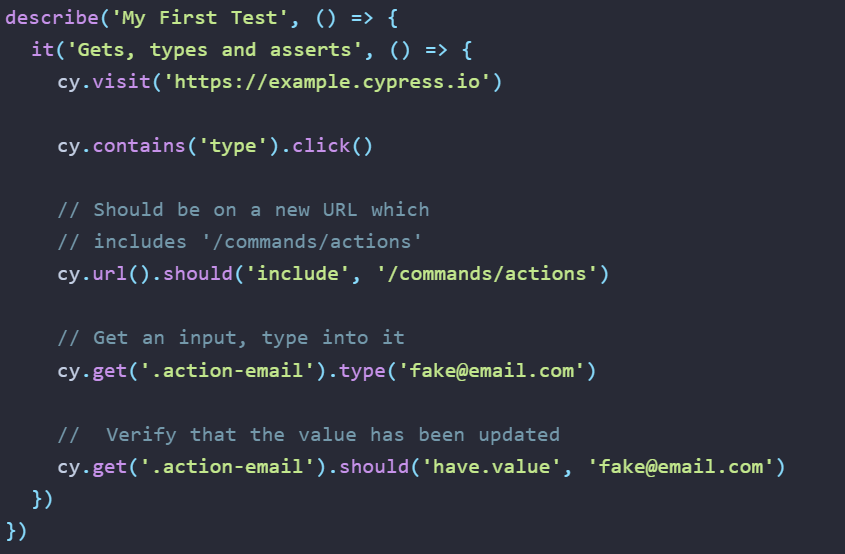 describe('My First Test', () => {
  it('Gets, types and asserts', () => {
    cy.visit('https://example.cypress.io')

    cy.contains('type').click()

    // Should be on a new URL which
    // includes '/commands/actions'
    cy.url().should('include', '/commands/actions')

    // Get an input, type into it
    cy.get('.action-email').type('fake@email.com')

    //  Verify that the value has been updated
    cy.get('.action-email').should('have.value', 'fake@email.com')
  })
})